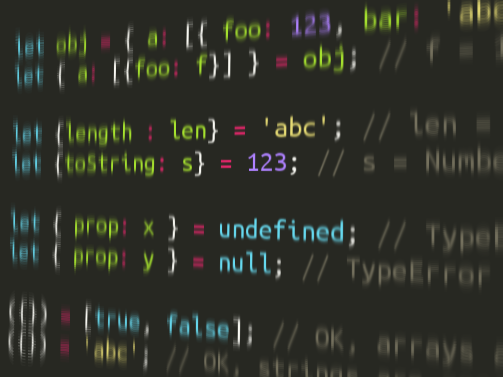 let obj = { a: [{ foo: 123, bar: 'abc
let { a: [{foo: f}] } = obj; // f =
let {length : len} = 'abc'; // len =
let {toString: s} = 123; // s = Numbe
let { prop: x } = undefined; // TypeE
let { prop: y } = null; // TypeError
= [true, false]; // OK, arrays
= 'abc'; // OK, strings are